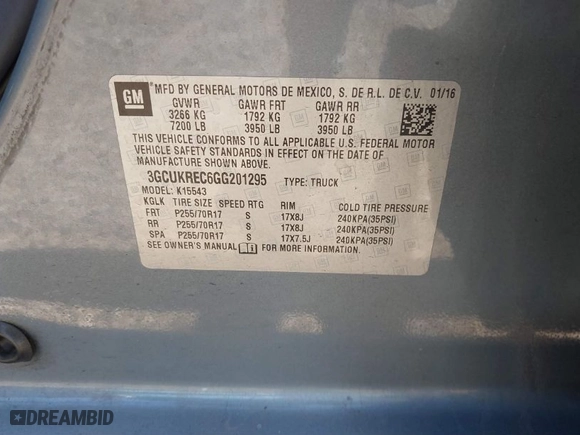 GM
MFD BY GENERAL MOTORS DE MEXICO, S. DE R.L. DE C.V. 01/16
GVWR GAWR FRT GAWR RR
3266 KG 1792 KG 1792 KG
7200 LB 3950 LB 3950 LB
THIS VEHICLE CONFORMS TO ALL APPLICABLE U.S. FEDERAL MOTOR
VEHICLE SAFETY STANDARDS IN EFFECT ON THE DATE OF
MANUFACTURE SHOWN ABOVE.
3GCUKREC6GG201295 TYPE: TRUCK
MODEL: K15543
KGLK TIRE SIZE SPEED RTG RIM COLD TIRE PRESSURE
FRT P255/70R17 S 17X8J 240KPA(35PSI)
RR P255/70R17 S 17X8J 240KPA(35PSI)
SPA P255/70R17 S 17X7.5J 240KPA(35PSI)
SEE OWNER'S MANUAL FOR MORE INFORMATION.
DREAMBID